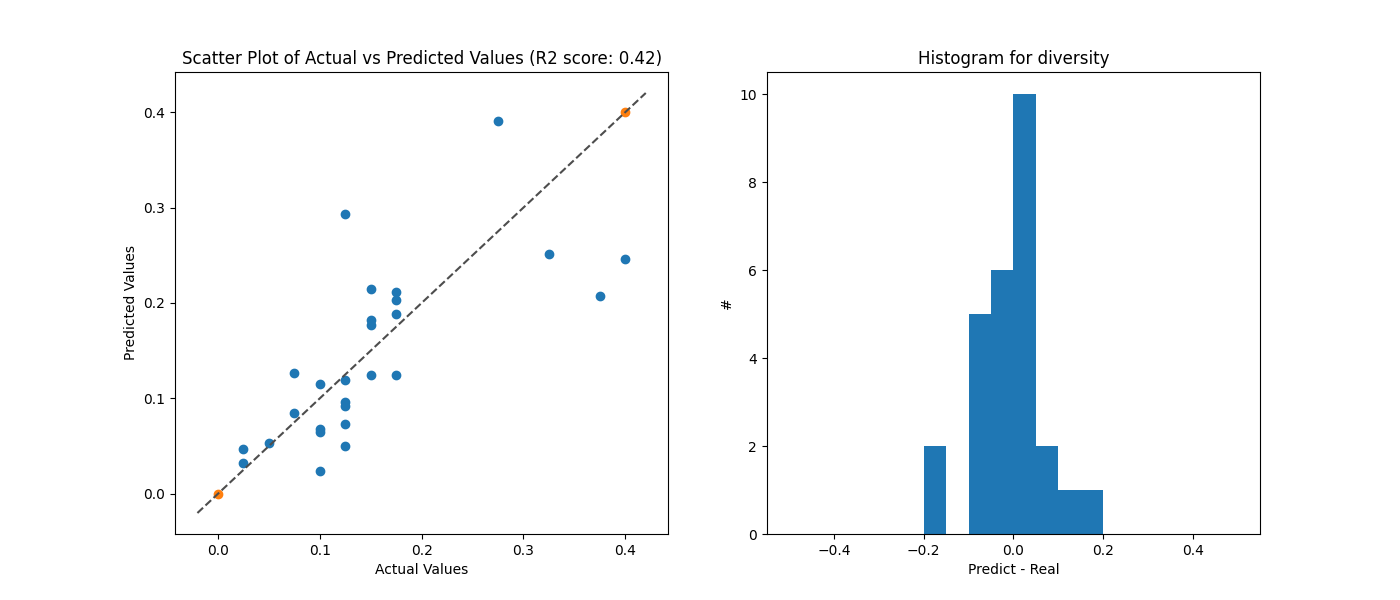 Scatter Plot of Actual vs Predicted Values (R2 score: 0.42)
0.4
0.3
0.2
0.1
0.0
Predicted Values
0.0 0.1 0.2 0.3 0.4
Actual Values
Histogram for diversity
10
8
6
4
2
0
#
−0.4 −0.2 0.0 0.2 0.4
Predict - Real